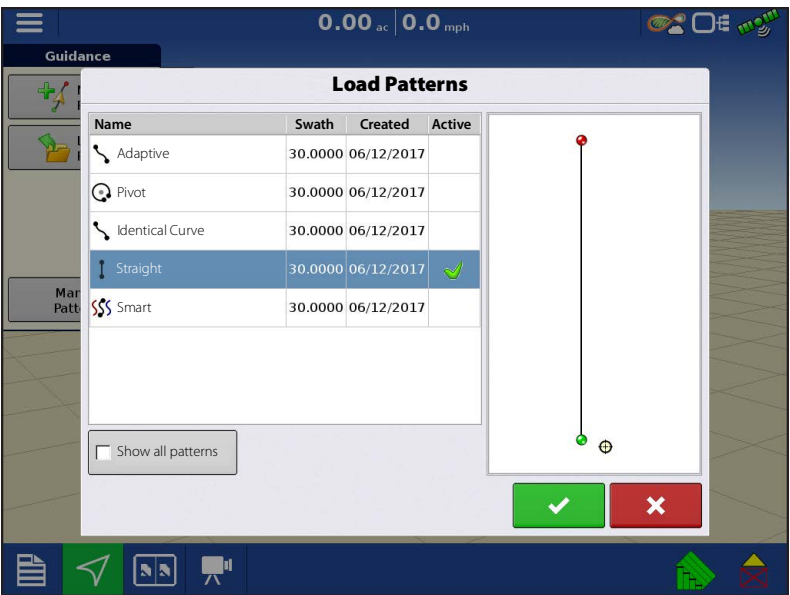 0.00 ac 0.0 mph
Guidance
Load Patterns
Name Swath Created Active
Adaptive 30.0000 06/12/2017
Pivot 30.0000 06/12/2017
Identical Curve 30.0000 06/12/2017
Straight 30.0000 06/12/2017
Smart 30.0000 06/12/2017
Mar
Patt
Show all patterns